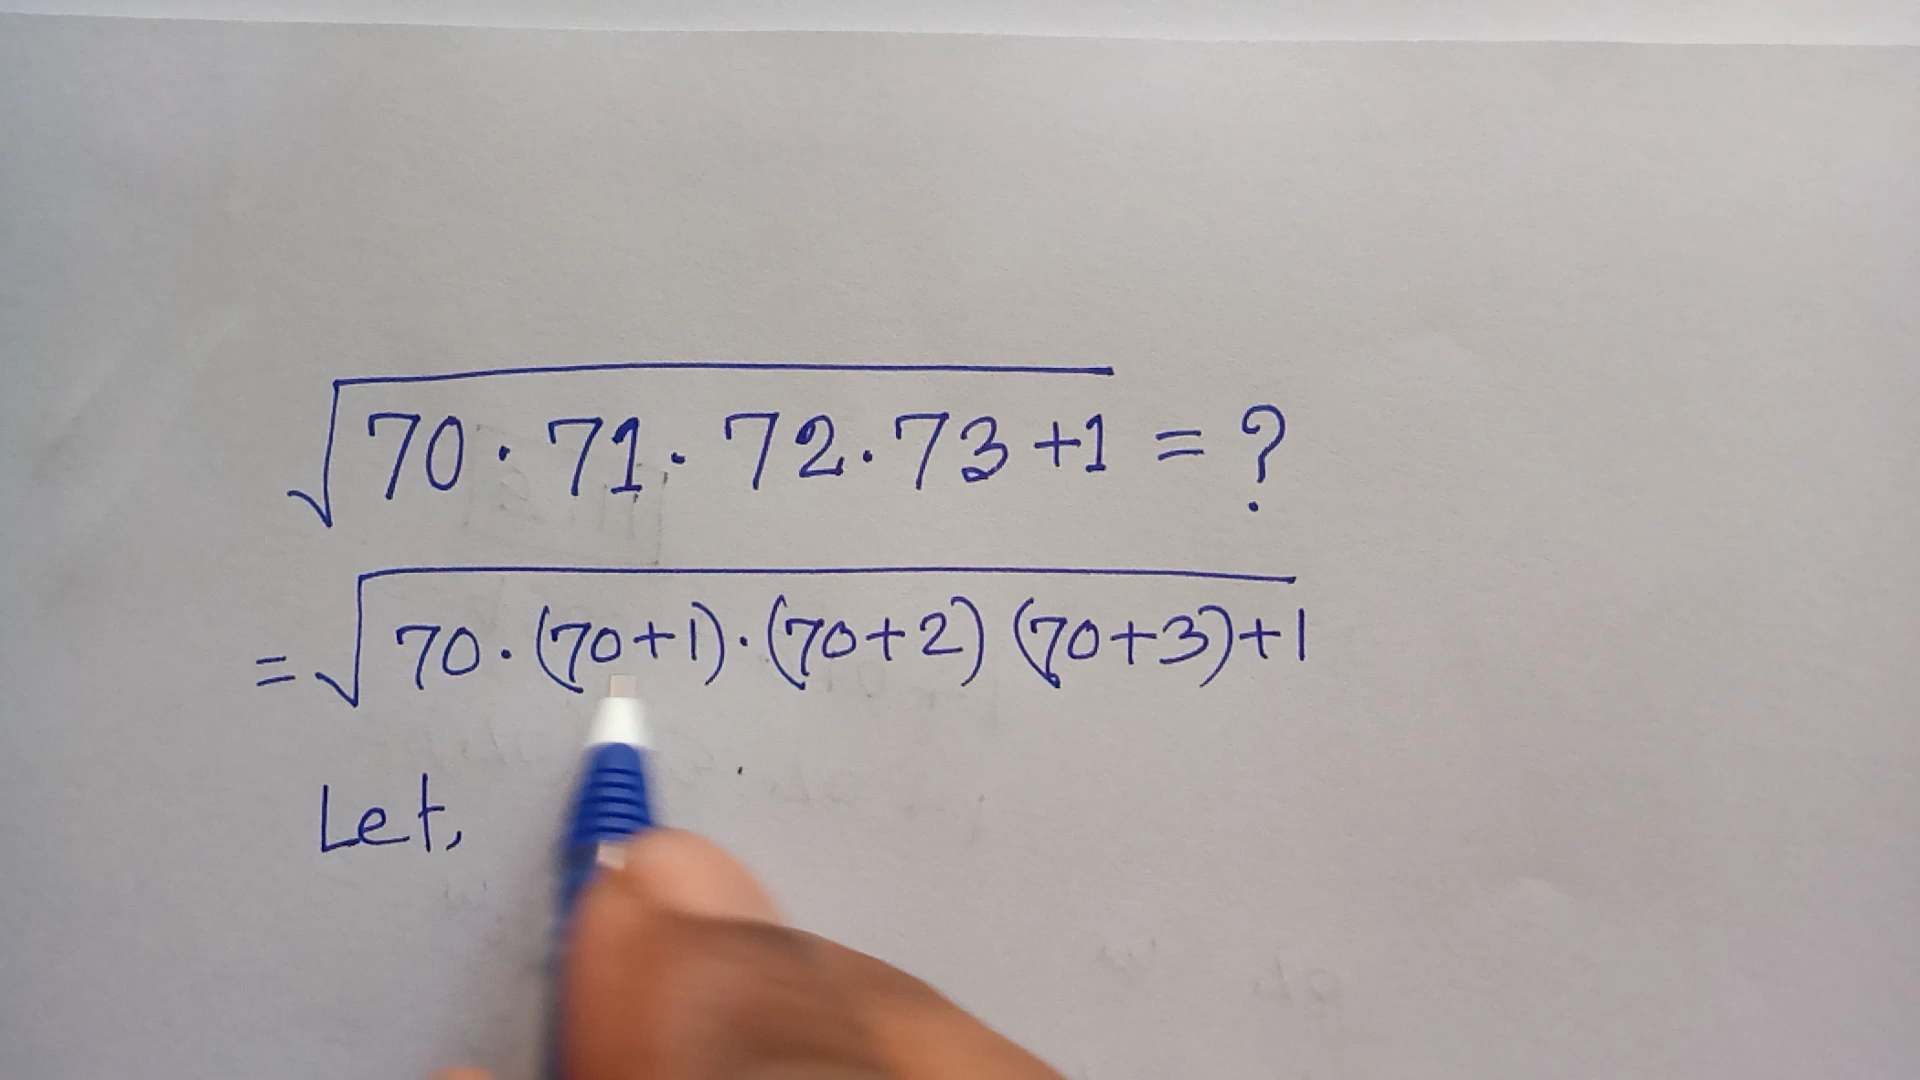 √70·71·72·73+1 = ?
=√70·(70+1)·(70+2)(70+3)+1
Let,